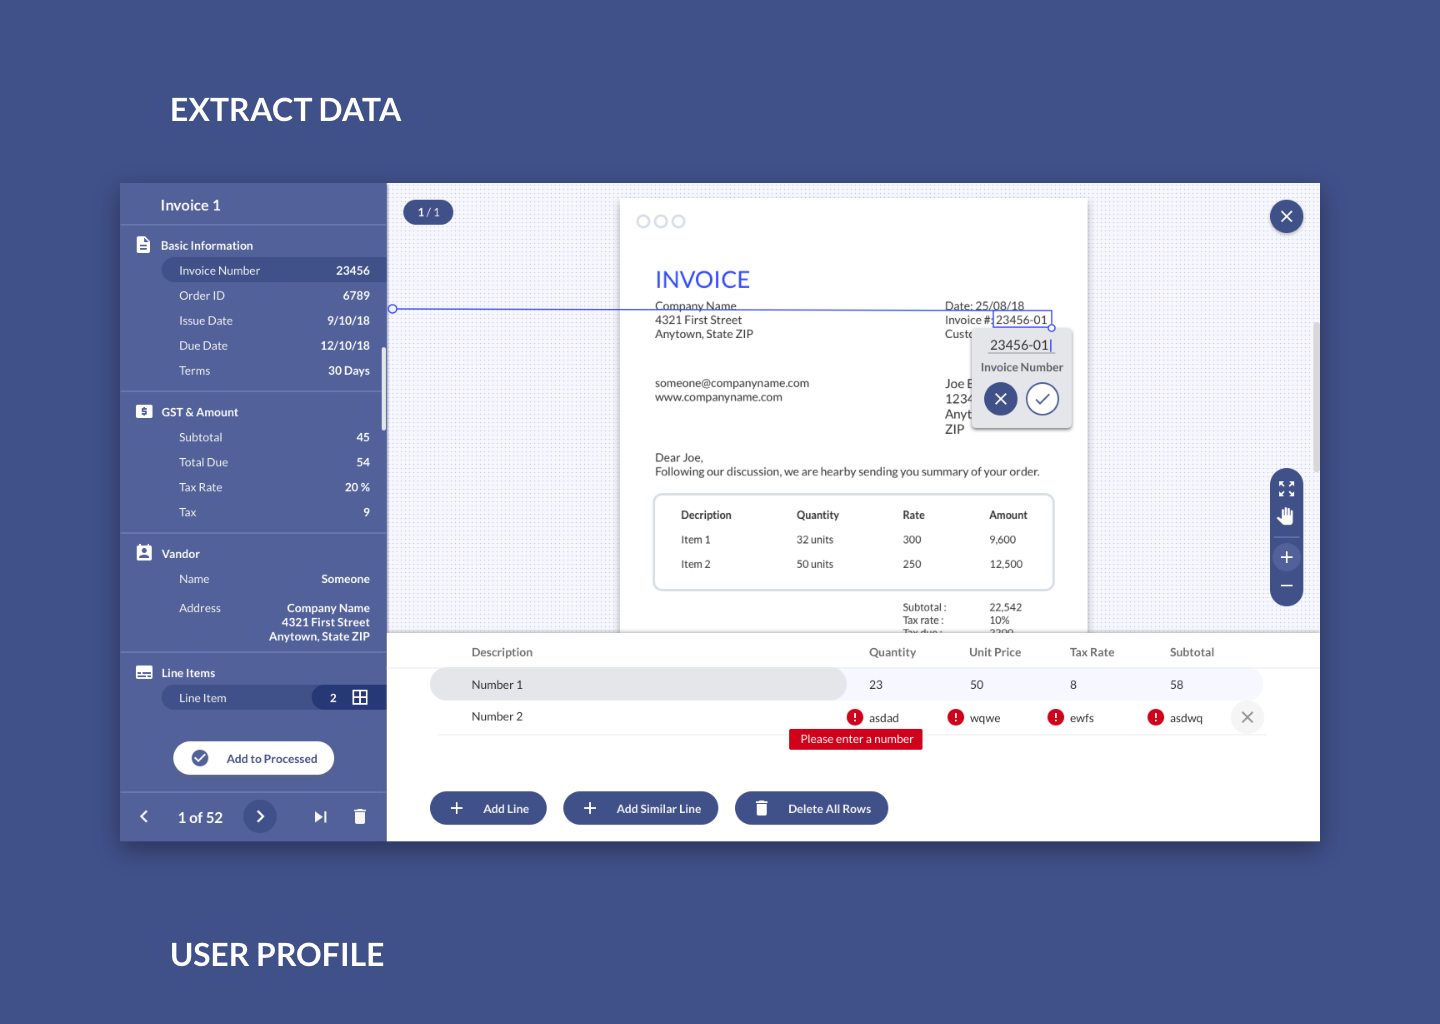 EXTRACT DATA
Invoice 1
Basic Information
Invoice Number 23456
Order ID 6789
Issue Date 9/10/18
Due Date 12/10/18
Terms 30 Days
GST & Amount
Subtotal 45
Total Due 54
Tax Rate 20 %
Tax 9
Vandor
Name Someone
Address Company Name
4321 First Street
Anytown, State ZIP
Line Items
Line Item 2
Add to Processed
1 of 52
1 / 1
INVOICE
Company Name
4321 First Street
Anytown, State ZIP
Date: 25/08/18
Invoice #: 23456-01
Custo
23456-01
Invoice Number
someone@companyname.com
www.companyname.com
Joe
1234
Anyt
ZIP
Dear Joe,
Following our discussion, we are hearby sending you summary of your order.
Decription Quantity Rate Amount
Item 1 32 units 300 9,600
Item 2 50 units 250 12,500
Subtotal : 22,542
Tax rate : 10%
Tax due : 2200
Description Quantity Unit Price Tax Rate Subtotal
Number 1 23 50 8 58
Number 2 asdad wqwe ewfs asdwq
Please enter a number
Add Line
Add Similar Line
Delete All Rows
USER PROFILE